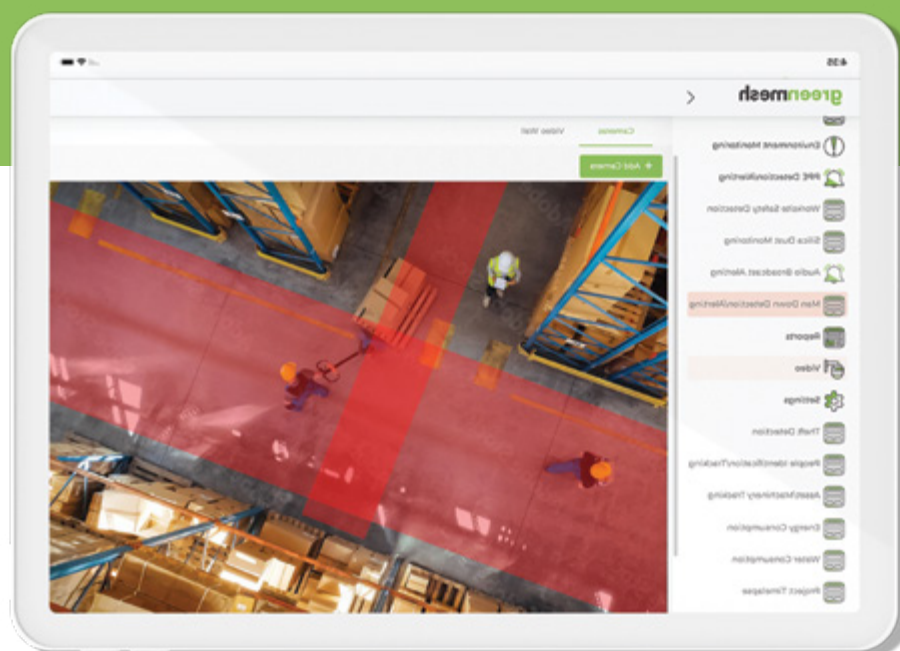 4:35
greenmesh
Cameras
Video Wall
+ Add Camera
Environment Monitoring
PPE Detection/Alerting
Worksite Safety Detection
Silica Dust Monitoring
Audio Broadcast Alerting
Man Down Detection/Alerting
Reports
Video
Settings
Theft Detection
People Identification/Tracking
Asset/Machinery Tracking
Energy Consumption
Water Consumption
Project Timelapse